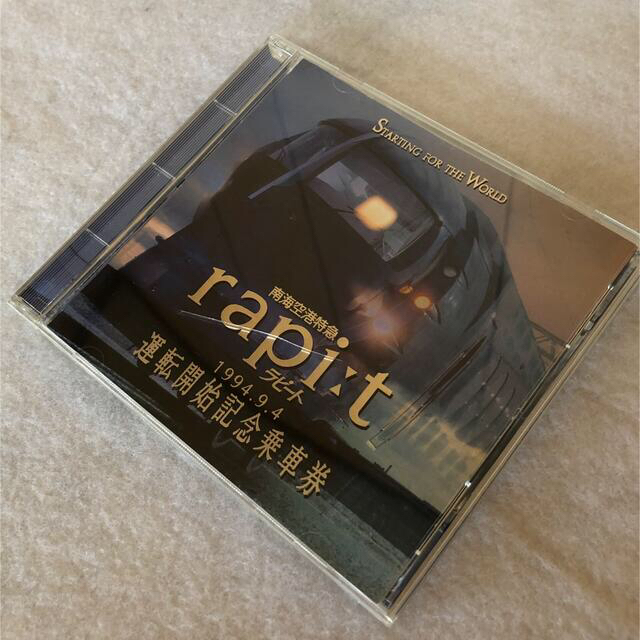 STARTING FOR THE WORLD
南海空港特急
rapi:t
ラピート
1994.9.4
運転開始記念乗車券